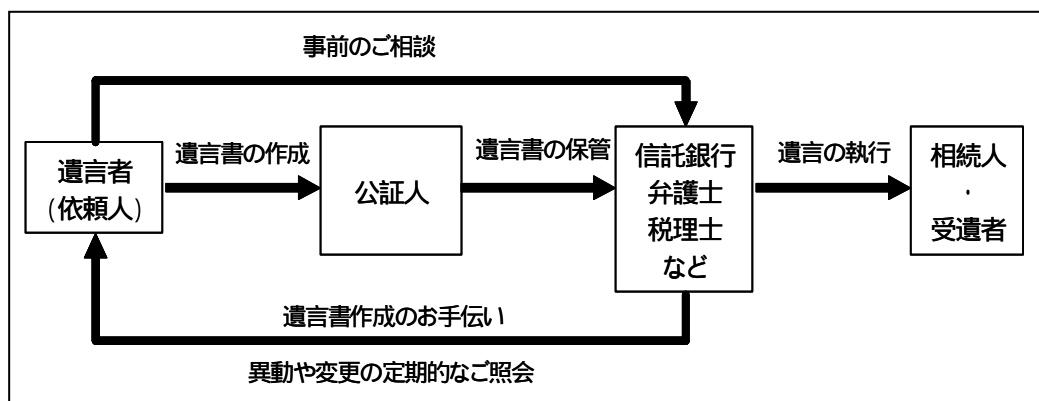 事前のご相談
遺言者
(依頼人)
遺言書の作成
公証人
遺言書の保管
信託銀行
弁護士
税理士
など
遺言の執行
相続人
・
受遺者
遺言書作成のお手伝い
異動や変更の定期的なご照会